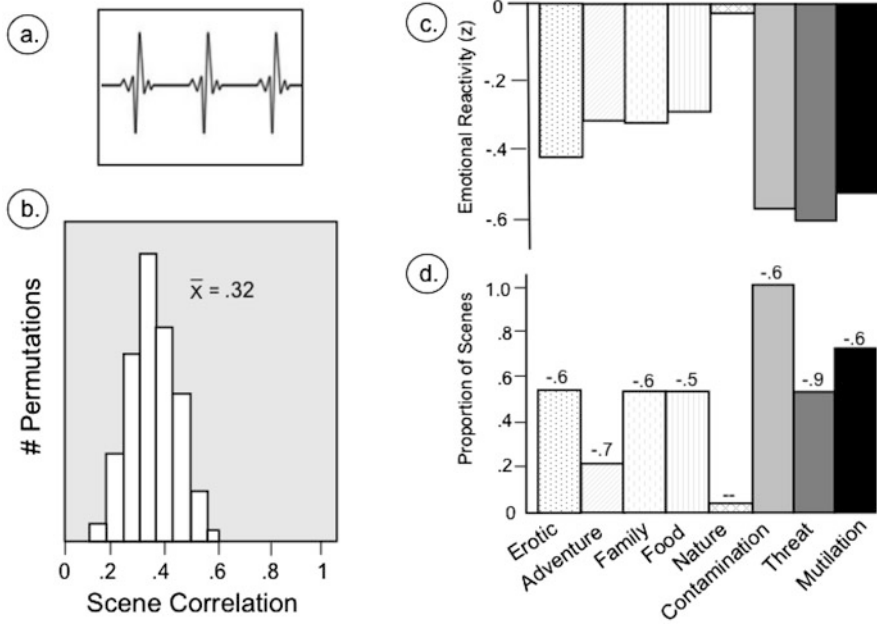 a.
b.
# Permutations
x̄ = .32
0 .2 .4 .6 .8 1
Scene Correlation
c.
Emotional Reactivity (z)
0
-.2
-.4
-.6
d.
Proportion of Scenes
1.0
.8
.6
.4
.2
0
-.6 -.7 -.6 -.5 -- -.6 -.9 -.6
Erotic
Adventure
Family
Food
Nature
Contamination
Threat
Mutilation